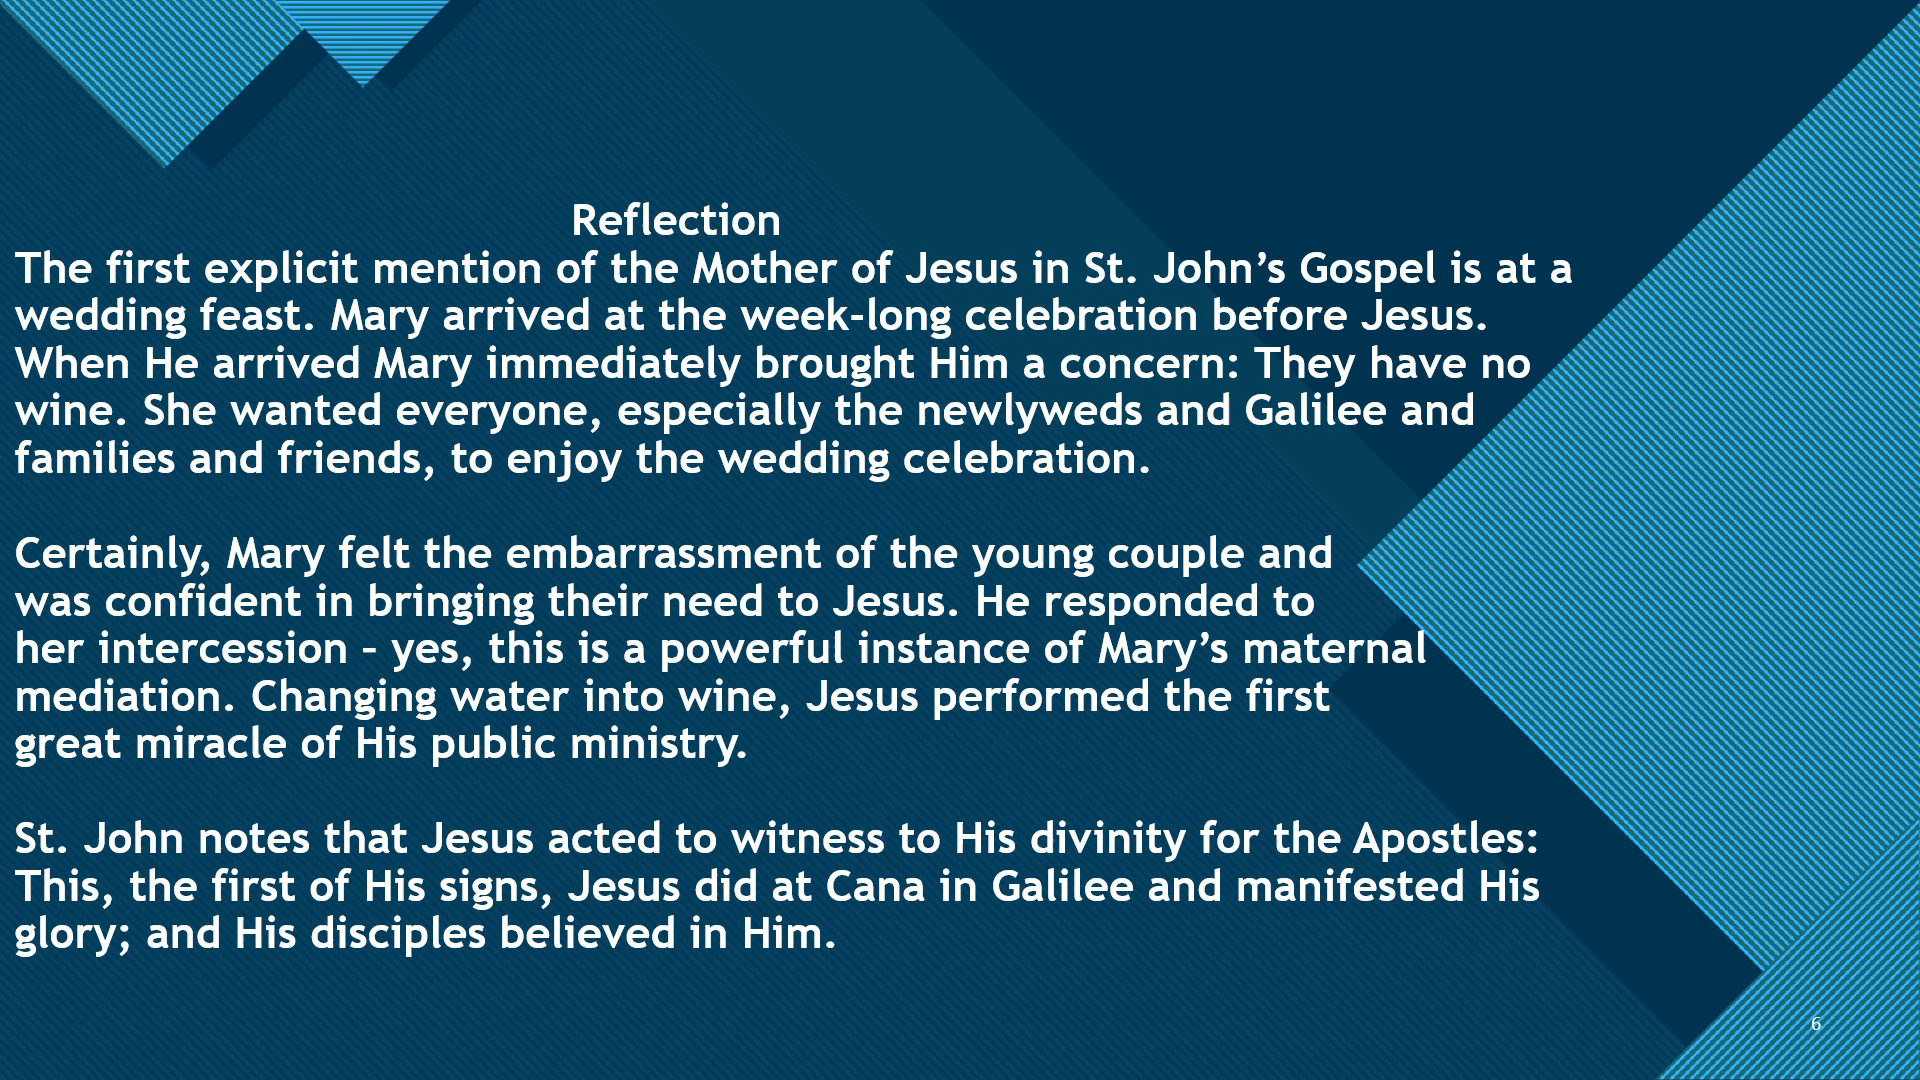 Reflection
The first explicit mention of the Mother of Jesus in St. John’s Gospel is at a
wedding feast. Mary arrived at the week-long celebration before Jesus.
When He arrived Mary immediately brought Him a concern: They have no
wine. She wanted everyone, especially the newlyweds and Galilee and
families and friends, to enjoy the wedding celebration.
Certainly, Mary felt the embarrassment of the young couple and
was confident in bringing their need to Jesus. He responded to
her intercession – yes, this is a powerful instance of Mary’s maternal
mediation. Changing water into wine, Jesus performed the first
great miracle of His public ministry.
St. John notes that Jesus acted to witness to His divinity for the Apostles:
This, the first of His signs, Jesus did at Cana in Galilee and manifested His
glory; and His disciples believed in Him.
6